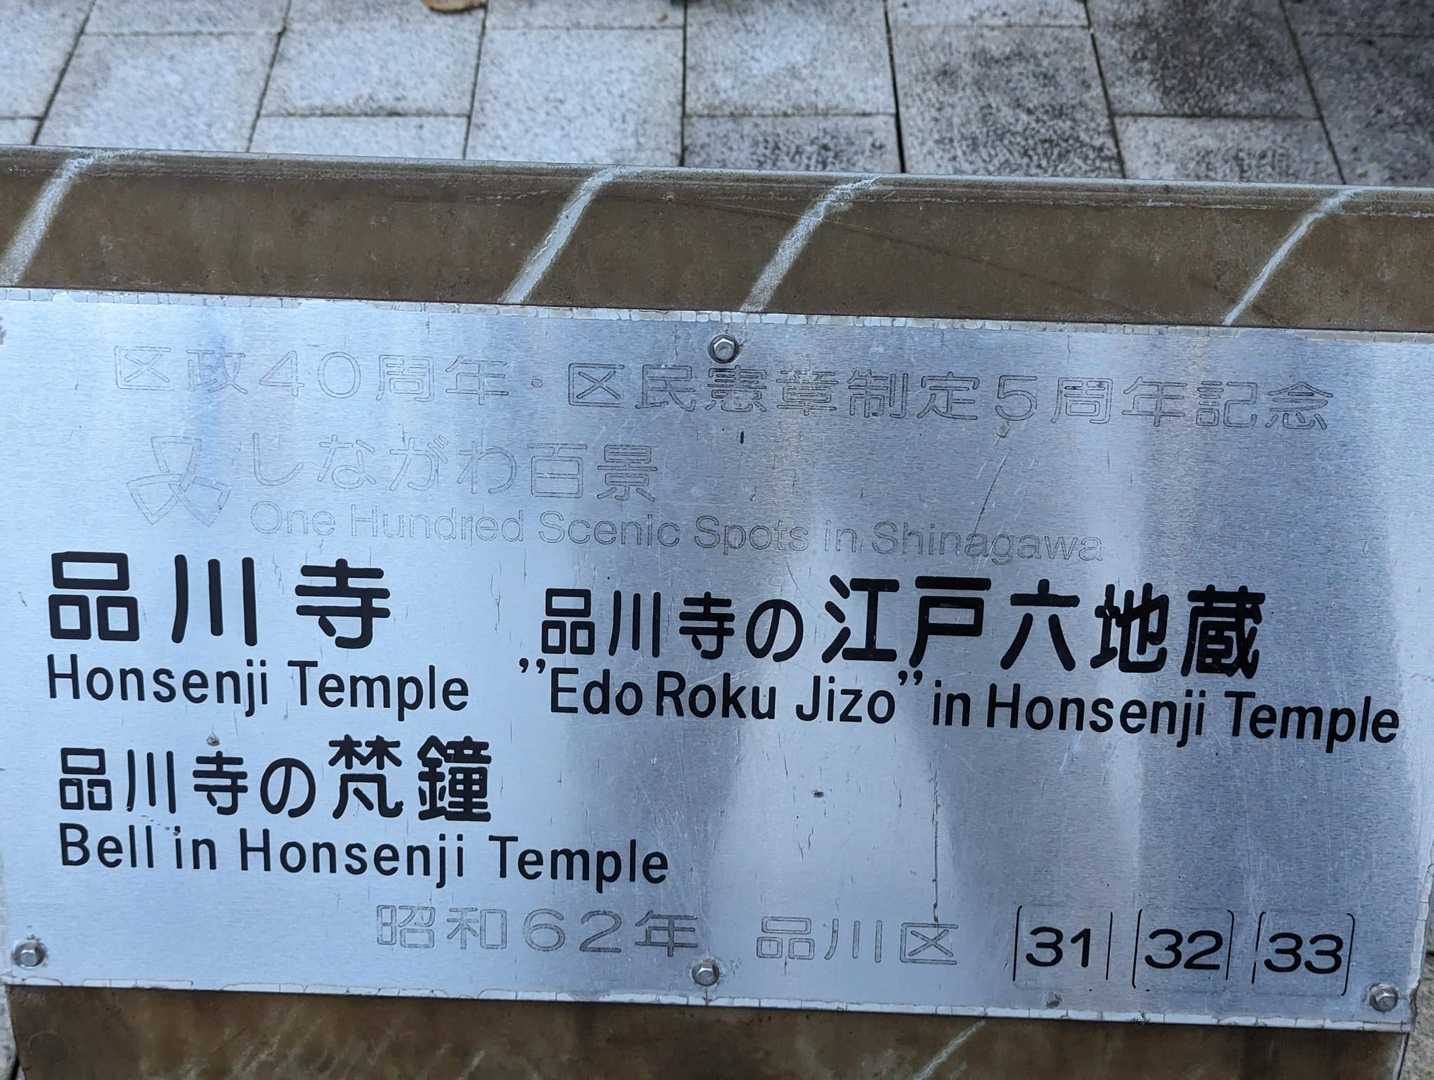 区政40周年・区民憲章制定5周年記念
しながわ百景
One Hundred Scenic Spots in Shinagawa
品川寺 品川寺の江戸六地蔵
Honsenji Temple ”Edo Roku Jizo” in Honsenji Temple
品川寺の梵鐘
Bell in Honsenji Temple
昭和62年 品川区 31 32 33